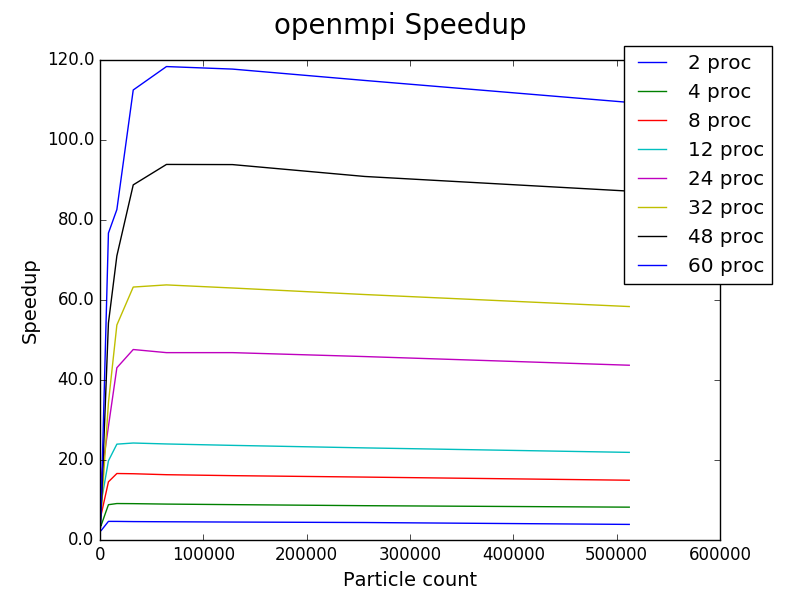 openmpi Speedup
120.0
100.0
80.0
60.0
40.0
20.0
0.0
Speedup
0 100000 200000 300000 400000 500000 600000
Particle count
2 proc
4 proc
8 proc
12 proc
24 proc
32 proc
48 proc
60 proc